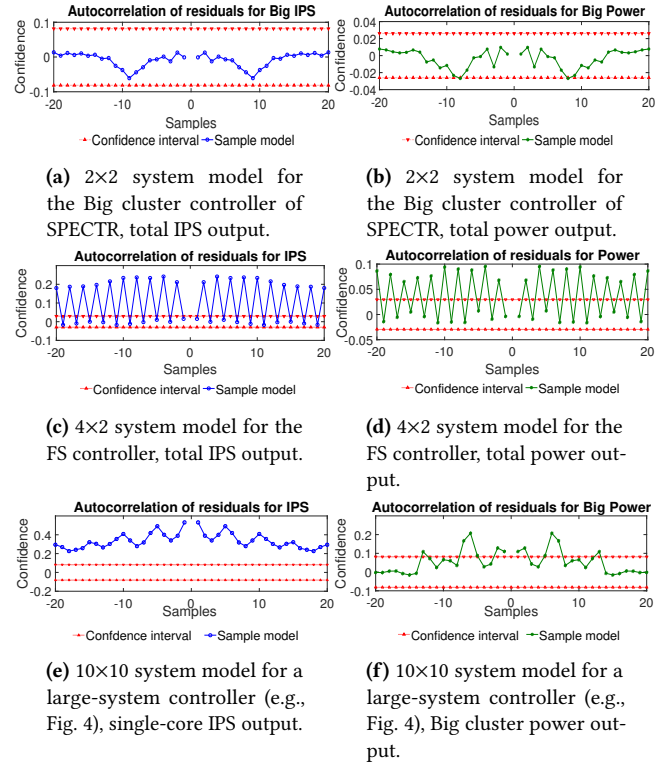 Autocorrelation of residuals for Big IPS
Confidence
0.1
0
-0.1
-20 -10 0 10 20
Samples
Confidence interval Sample model
(a) 2×2 system model for
the Big cluster controller of
SPECTR, total IPS output.
Autocorrelation of residuals for Big Power
Confidence
0.04
0.02
0
-0.02
-0.04
-20 -10 0 10 20
Samples
Confidence interval Sample model
(b) 2×2 system model for
the Big cluster controller of
SPECTR, total power output.
Autocorrelation of residuals for IPS
Confidence
0.2
0.1
0
-0.1
-20 -10 0 10 20
Samples
Confidence interval Sample model
(c) 4×2 system model for the
FS controller, total IPS output.
Autocorrelation of residuals for Power
Confidence
0.1
0.05
0
-0.05
-20 -10 0 10 20
Samples
Confidence interval Sample model
(d) 4×2 system model for the
FS controller, total power out-
put.
Autocorrelation of residuals for IPS
Confidence
0.4
0.2
0
-0.2
-20 -10 0 10 20
Samples
Confidence interval Sample model
(e) 10×10 system model for a
large-system controller (e.g.,
Fig. 4), single-core IPS output.
Autocorrelation of residuals for Big Power
Confidence
0.2
0.1
0
-0.1
-20 -10 0 10 20
Samples
Confidence interval Sample model
(f) 10×10 system model for a
large-system controller (e.g.,
Fig. 4), Big cluster power out-
put.